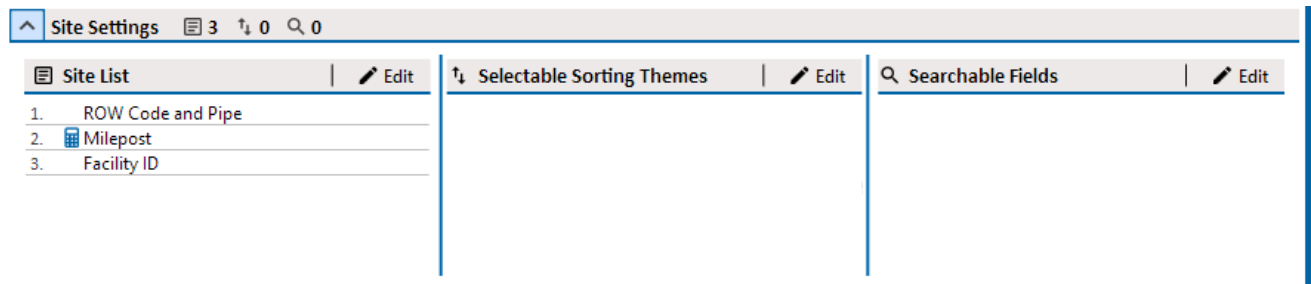 Site Settings 3 0 0
Site List | Edit
1. ROW Code and Pipe
2. Milepost
3. Facility ID
Selectable Sorting Themes | Edit
Searchable Fields | Edit